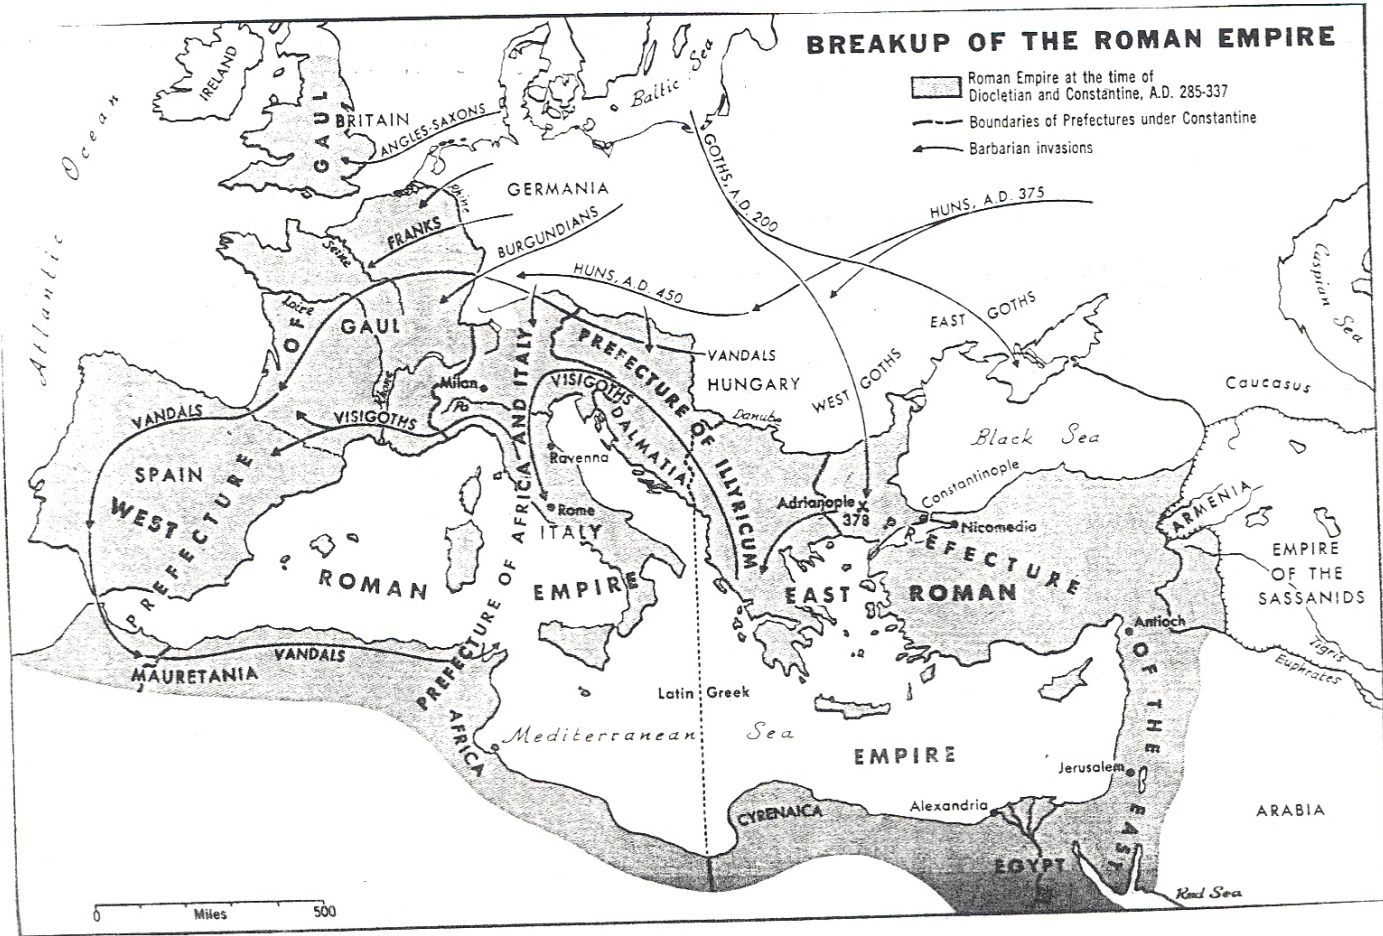 BREAKUP OF THE ROMAN EMPIRE
Roman Empire at the time of
Diocletian and Constantine, A.D. 285-337
Boundaries of Prefectures under Constantine
Barbarian invasions
IRELAND
Atlantic Ocean
BRITAIN
ANGLES-SAXONS
Baltic Sea
GERMANIA
Rhine
FRANKS
BURGUNDIANS
Seine
Loire
GAUL
Rhone
GOTHS, A.D. 200
HUNS, A.D. 375
HUNS, A.D. 450
EAST GOTHS
WEST GOTHS
Caspian Sea
Caucasus
VANDALS
HUNGARY
Danube
Black Sea
Milan
Po
VISIGOTHS
VISIGOTHS
DALMATIA
VANDALS
SPAIN
WEST
ROMAN
EMPIRE
PREFECTURE OF GAUL
PREFECTURE OF AFRICA AND ITALY
PREFECTURE OF ILLYRICUM
PREFECTURE OF THE EAST
Ravenna
Rome
ITALY
Adrianople
378
Constantinople
Nicomedia
ARMENIA
EMPIRE
OF THE
SASSANIDS
Tigris
Euphrates
EAST
ROMAN
EMPIRE
Antioch
VANDALS
MAURETANIA
AFRICA
Latin
Greek
Mediterranean Sea
Jerusalem
Alexandria
CYRENAICA
EGYPT
ARABIA
Red Sea
0 Miles 500